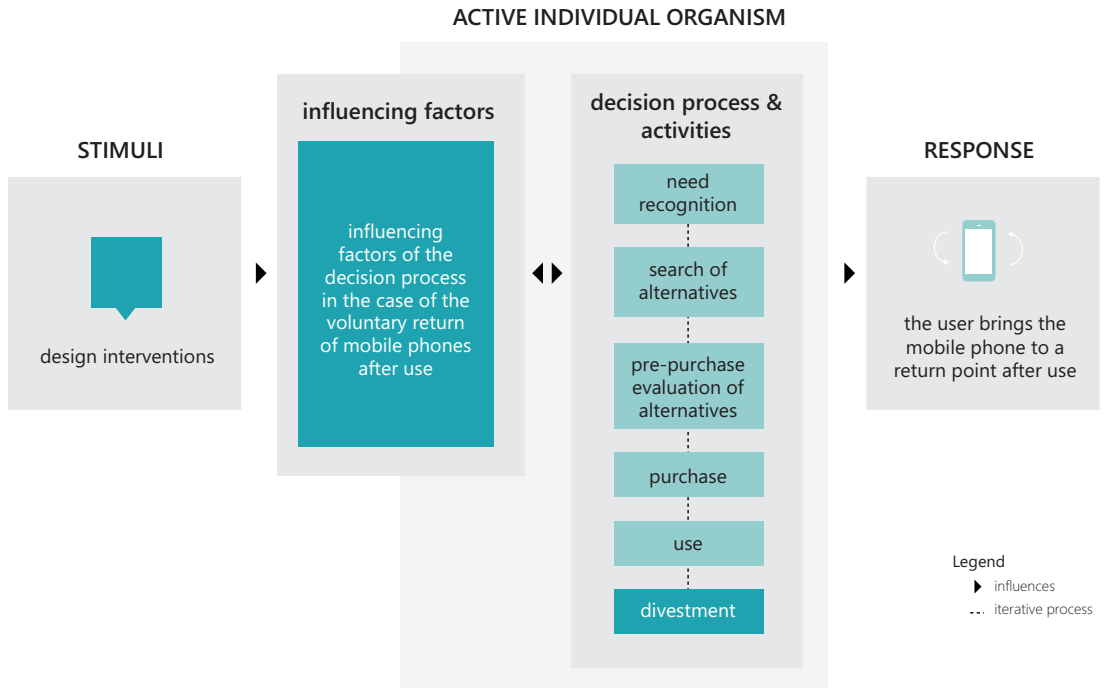 ACTIVE INDIVIDUAL ORGANISM
STIMULI
design interventions
influencing factors
influencing
factors of the
decision process
in the case of the
voluntary return
of mobile phones
after use
decision process &
activities
need
recognition
search of
alternatives
pre-purchase
evaluation of
alternatives
purchase
use
divestment
RESPONSE
the user brings the
mobile phone to a
return point after use
Legend
influences
iterative process